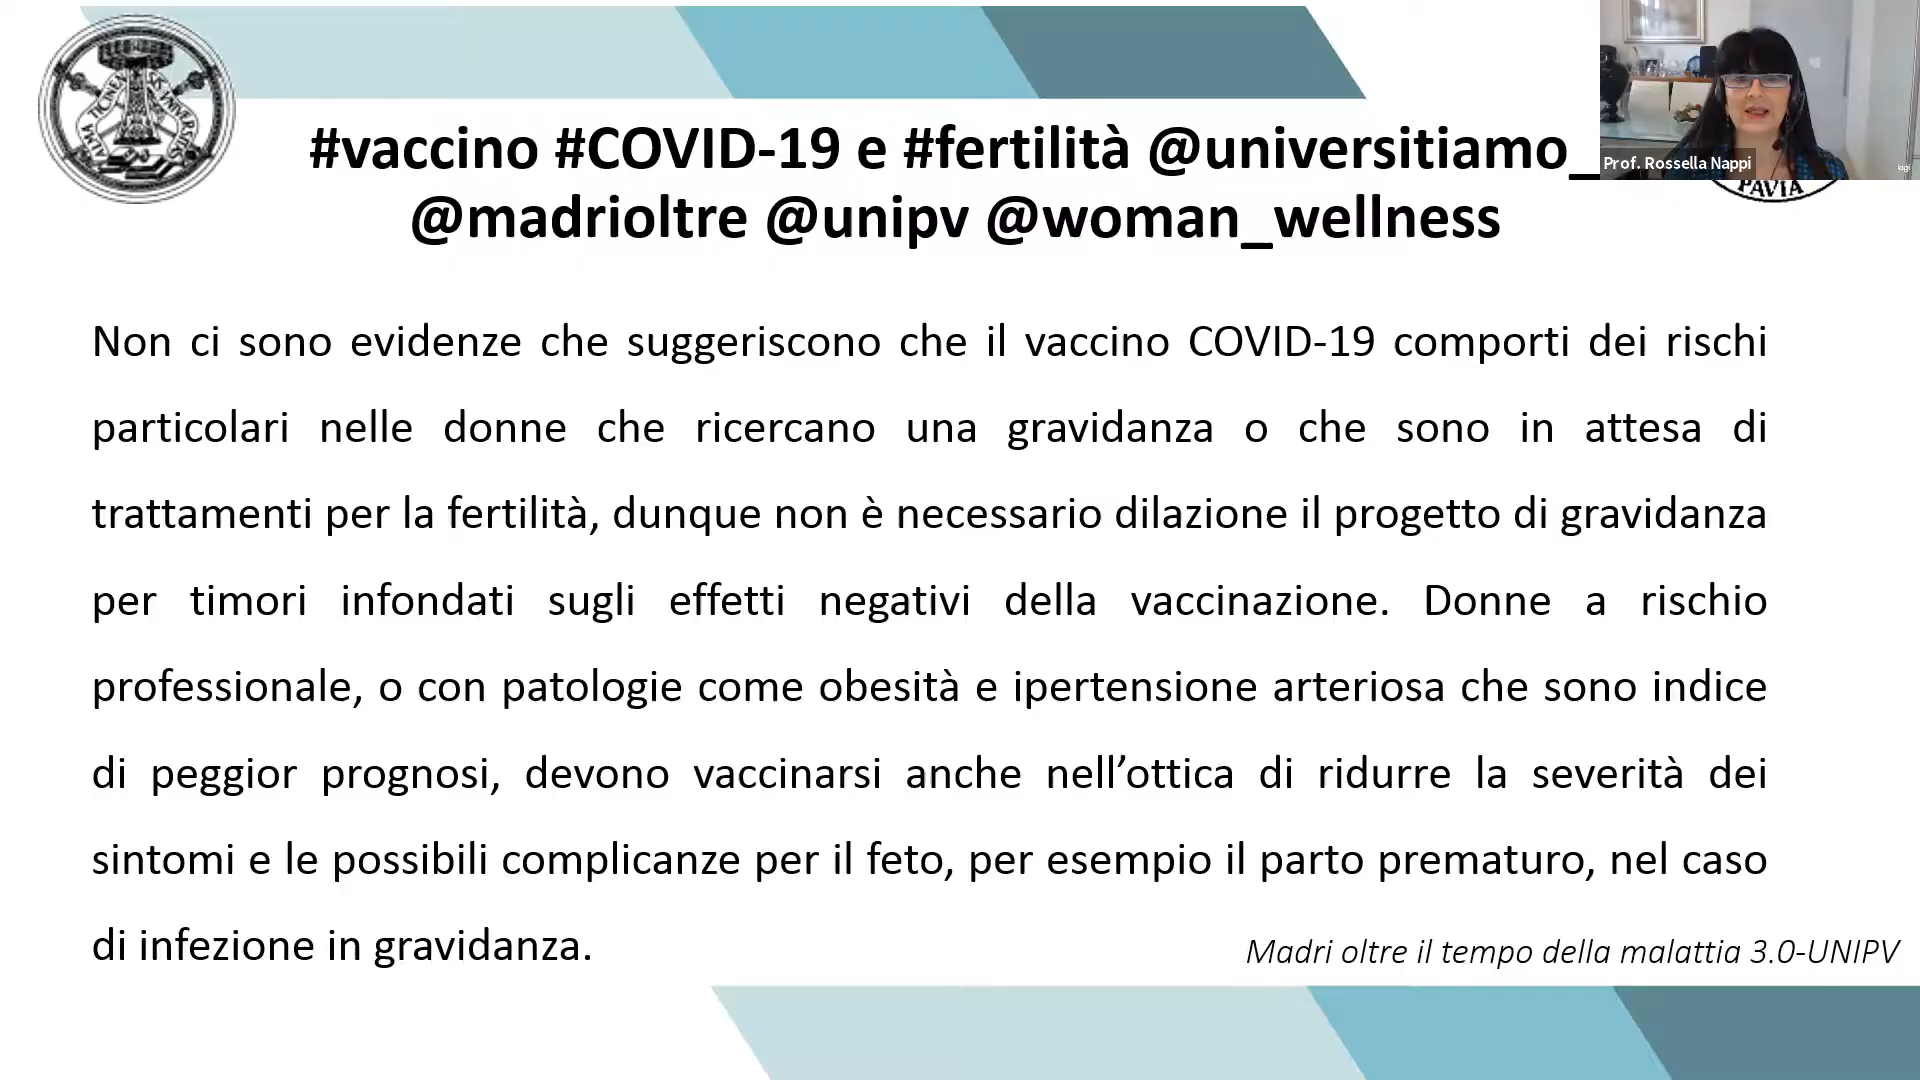 #vaccino #COVID-19 e #fertilità @universitiamo_
Prof. Rossella Nappi
logi
PAVIA
@madrioltre @unipv @woman_wellness
Non ci sono evidenze che suggeriscono che il vaccino COVID-19 comporti dei rischi
particolari nelle donne che ricercano una gravidanza o che sono in attesa di
trattamenti per la fertilità, dunque non è necessario dilazione il progetto di gravidanza
per timori infondati sugli effetti negativi della vaccinazione. Donne a rischio
professionale, o con patologie come obesità e ipertensione arteriosa che sono indice
di peggior prognosi, devono vaccinarsi anche nell’ottica di ridurre la severità dei
sintomi e le possibili complicanze per il feto, per esempio il parto prematuro, nel caso
di infezione in gravidanza.
Madri oltre il tempo della malattia 3.0-UNIPV